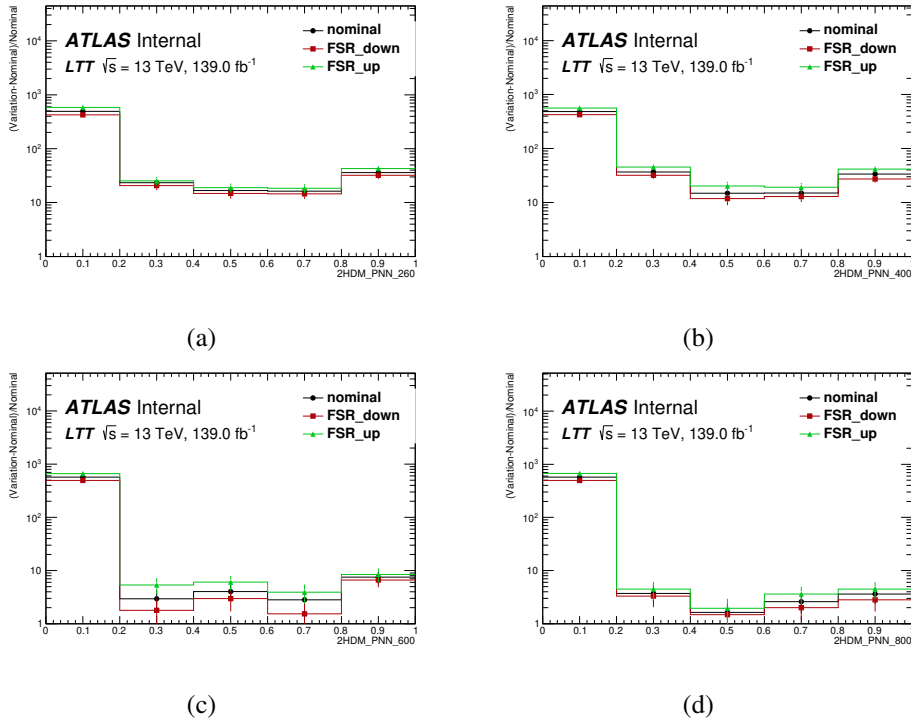 (Variation-Nominal)/Nominal
10⁴
10³
10²
10
1
ATLAS Internal
LTT √s = 13 TeV, 139.0 fb⁻¹
nominal
FSR_down
FSR_up
0 0.1 0.2 0.3 0.4 0.5 0.6 0.7 0.8 0.9 1
2HDM_PNN_260
(a)
(Variation-Nominal)/Nominal
10⁴
10³
10²
10
1
ATLAS Internal
LTT √s = 13 TeV, 139.0 fb⁻¹
nominal
FSR_down
FSR_up
0 0.1 0.2 0.3 0.4 0.5 0.6 0.7 0.8 0.9
2HDM_PNN_400
(b)
(Variation-Nominal)/Nominal
10⁴
10³
10²
10
1
ATLAS Internal
LTT √s = 13 TeV, 139.0 fb⁻¹
nominal
FSR_down
FSR_up
0 0.1 0.2 0.3 0.4 0.5 0.6 0.7 0.8 0.9 1
2HDM_PNN_600
(c)
(Variation-Nominal)/Nominal
10⁴
10³
10²
10
1
ATLAS Internal
LTT √s = 13 TeV, 139.0 fb⁻¹
nominal
FSR_down
FSR_up
0 0.1 0.2 0.3 0.4 0.5 0.6 0.7 0.8 0.9
2HDM_PNN_800
(d)